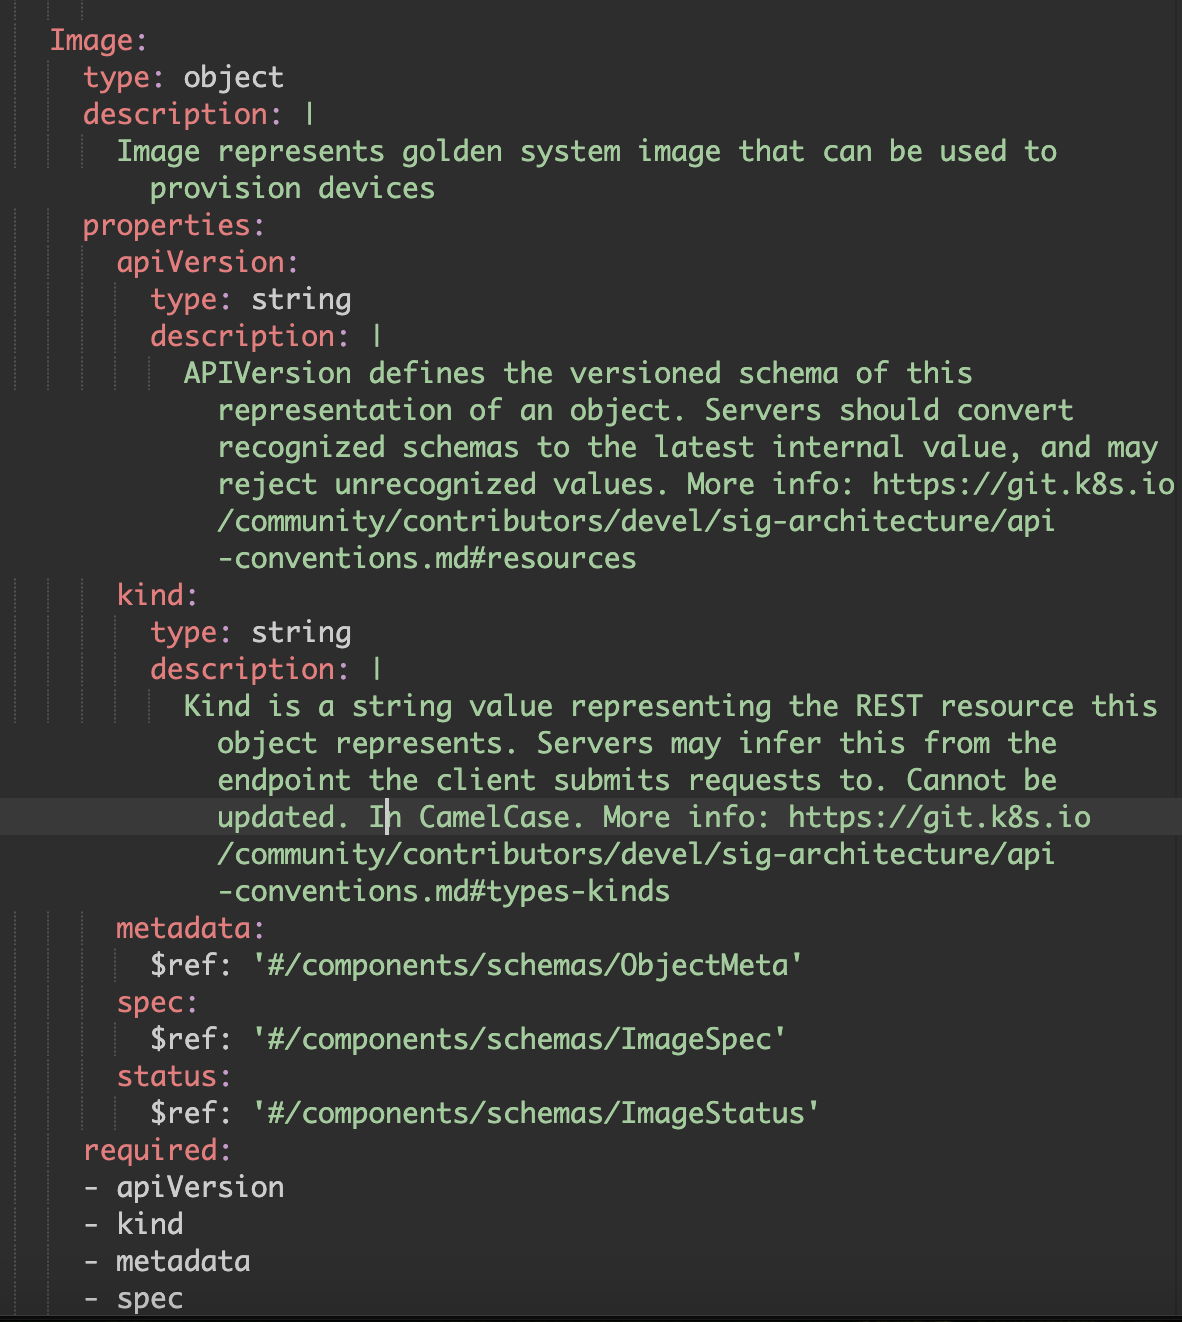 Image:
type: object
description: |
Image represents golden system image that can be used to
provision devices
properties:
apiVersion:
type: string
description: |
APIVersion defines the versioned schema of this
representation of an object. Servers should convert
recognized schemas to the latest internal value, and may
reject unrecognized values. More info: https://git.k8s.io
/community/contributors/devel/sig-architecture/api
-conventions.md#resources
kind:
type: string
description: |
Kind is a string value representing the REST resource this
object represents. Servers may infer this from the
endpoint the client submits requests to. Cannot be
updated. In CamelCase. More info: https://git.k8s.io
/community/contributors/devel/sig-architecture/api
-conventions.md#types-kinds
metadata:
$ref: '#/components/schemas/ObjectMeta'
spec:
$ref: '#/components/schemas/ImageSpec'
status:
$ref: '#/components/schemas/ImageStatus'
required:
- apiVersion
- kind
- metadata
- spec